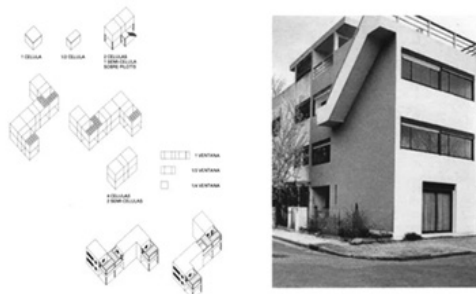 1 CELULA
1/2 CELULA
2 CELULAS
1 SEMI-CELULA
SOBRE PILOTIS
1 VENTANA
1/2 VENTANA
1/4 VENTANA
4 CELULAS
2 SEMI-CELULAS